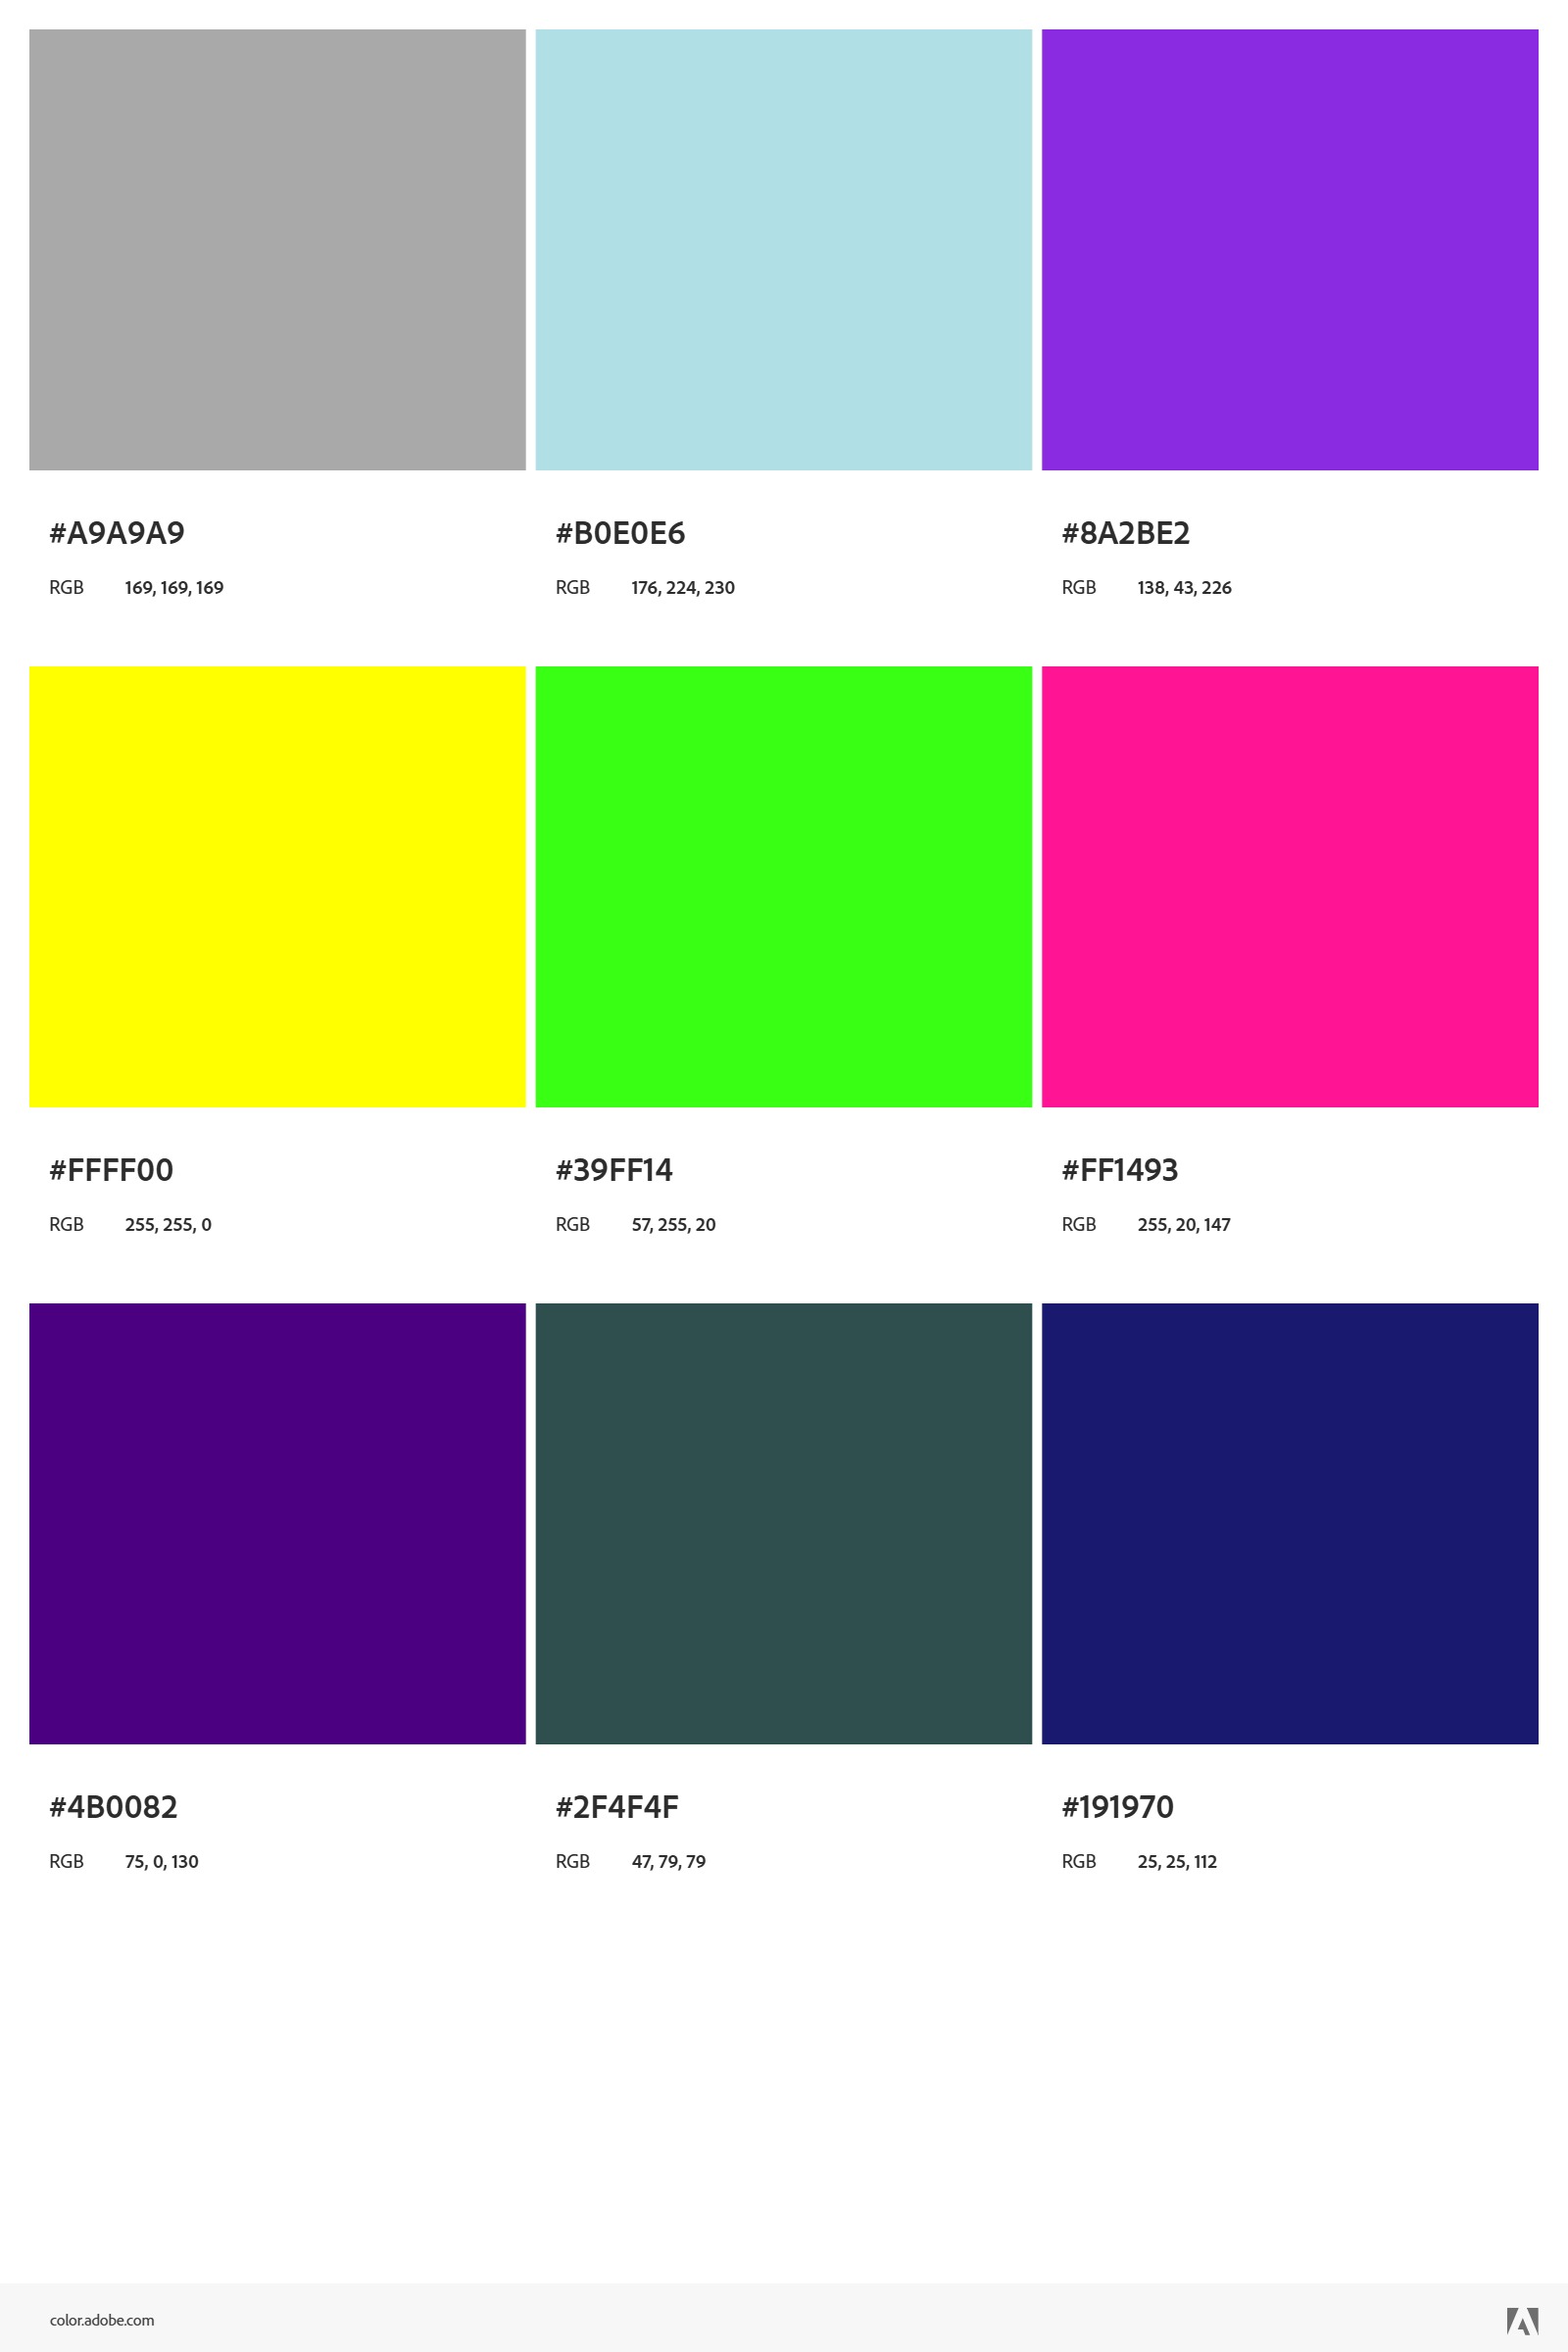 #A9A9A9 #B0E0E6 #8A2BE2
RGB 169, 169, 169 RGB 176, 224, 230 RGB 138, 43, 226
#FFFF00 #39FF14 #FF1493
RGB 255, 255, 0 RGB 57, 255, 20 RGB 255, 20, 147
#4B0082 #2F4F4F #191970
RGB 75, 0, 130 RGB 47, 79, 79 RGB 25, 25, 112
color.adobe.com